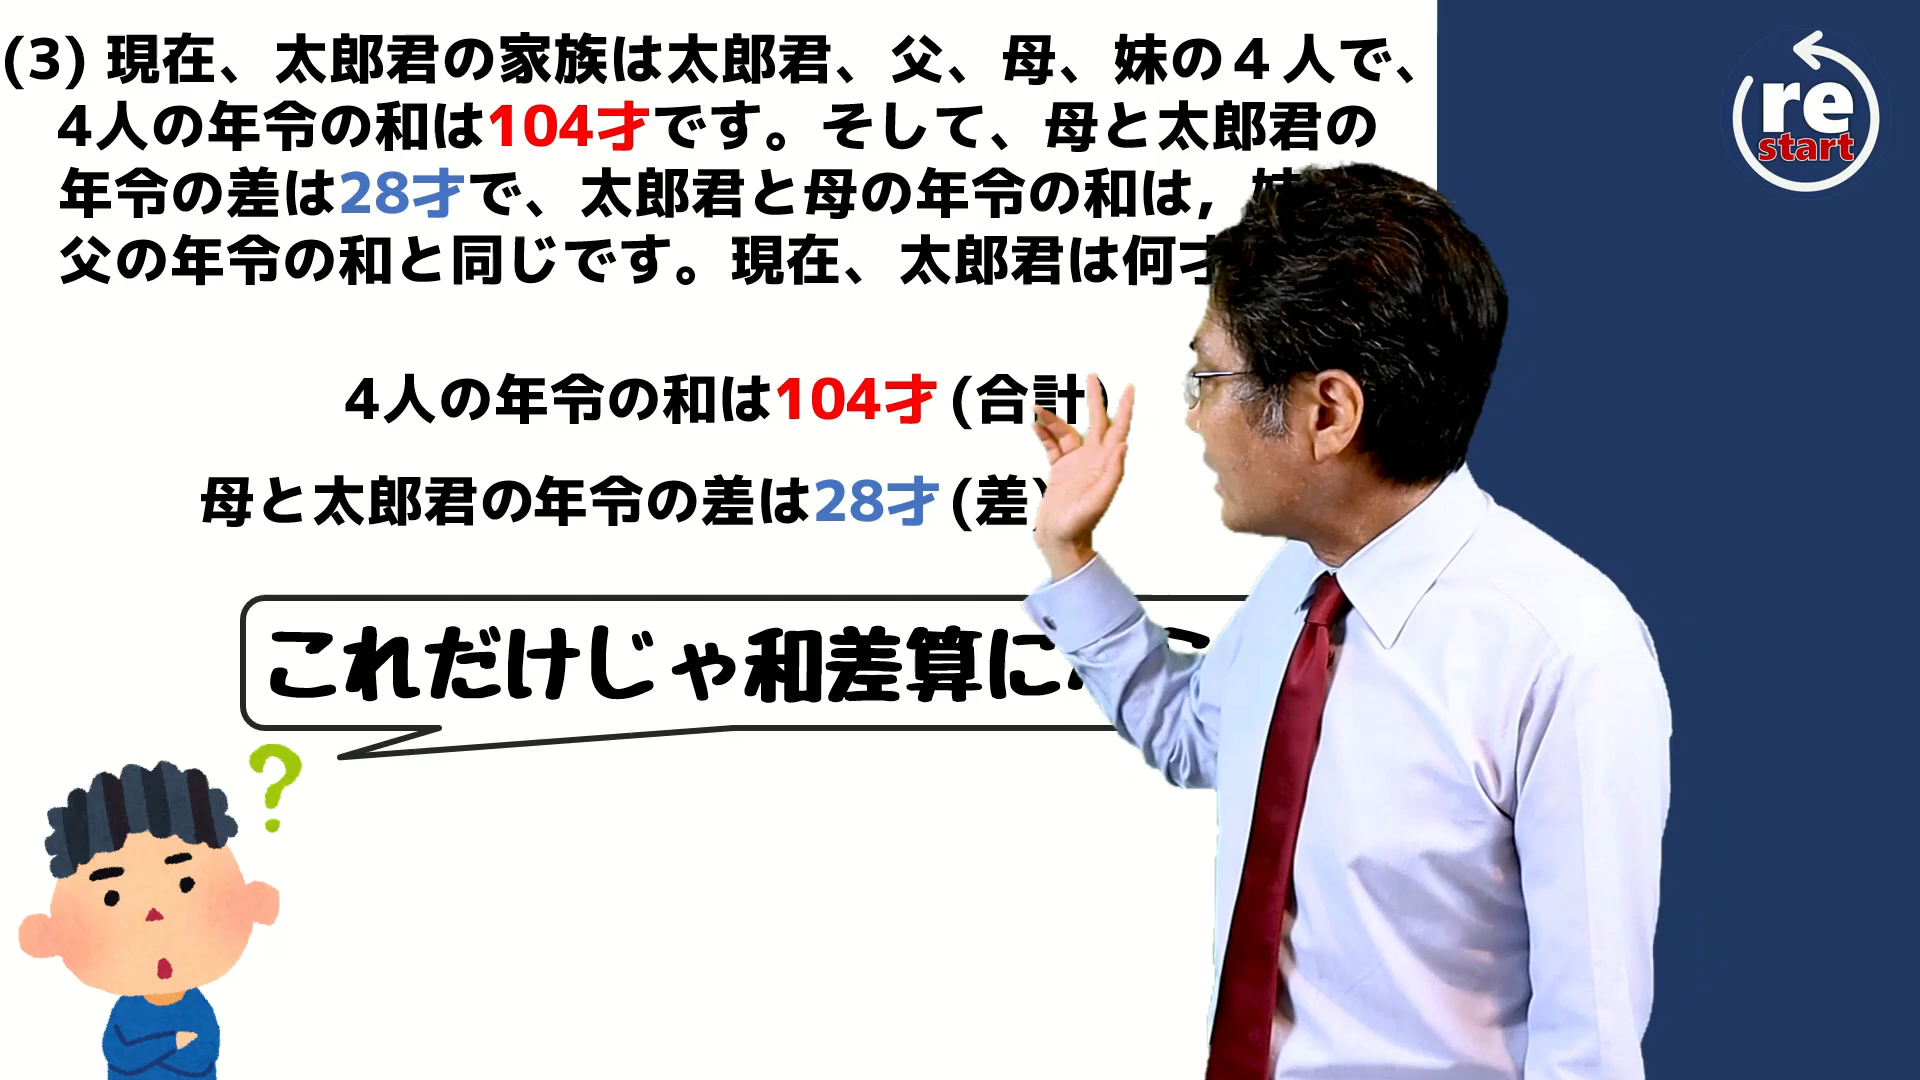 (3) 現在、太郎君の家族は太郎君、父、母、妹の４人で、
4人の年令の和は104才です。そして、母と太郎君の
年令の差は28才で、太郎君と母の年令の和は, 妹
父の年令の和と同じです。現在、太郎君は何才
4人の年令の和は104才 (合計)
母と太郎君の年令の差は28才 (差)
これだけじゃ和差算に
?
re
start